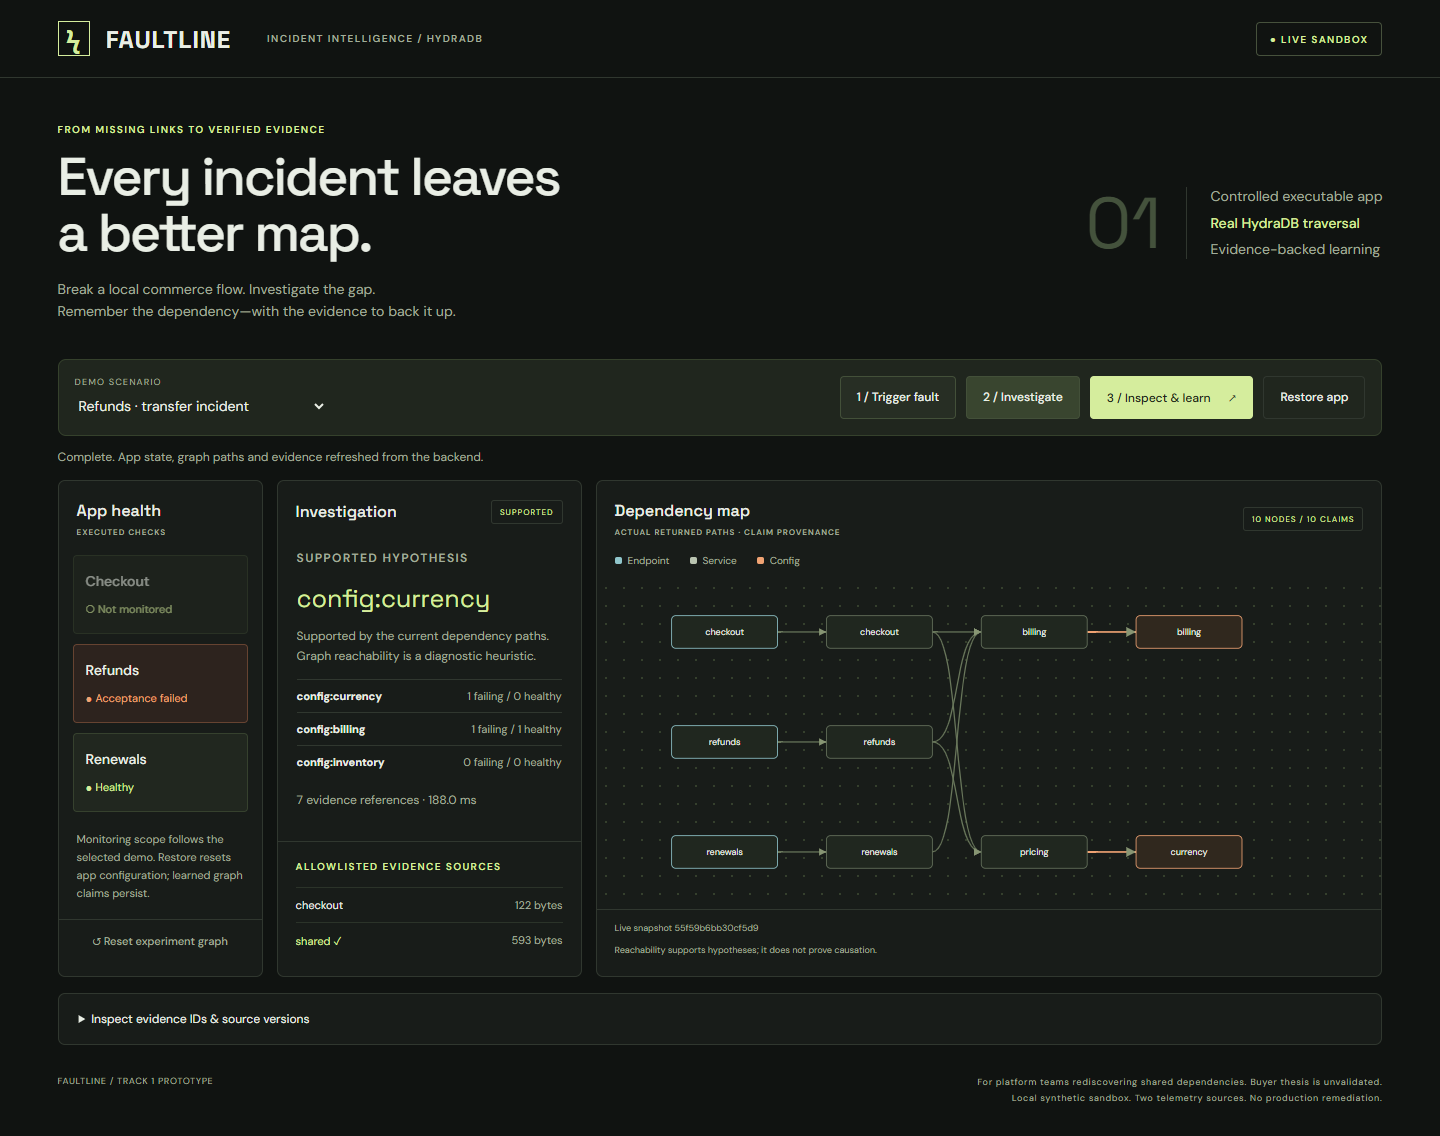 FAULTLINE
INCIDENT INTELLIGENCE / HYDRADB
● LIVE SANDBOX
FROM MISSING LINKS TO VERIFIED EVIDENCE
Every incident leaves
a better map.
Break a local commerce flow. Investigate the gap.
Remember the dependency—with the evidence to back it up.
01
Controlled executable app
Real HydraDB traversal
Evidence-backed learning
DEMO SCENARIO
Refunds · transfer incident
1 / Trigger fault
2 / Investigate
3 / Inspect & learn ↗
Restore app
Complete. App state, graph paths and evidence refreshed from the backend.
App health
EXECUTED CHECKS
Checkout
○ Not monitored
Refunds
● Acceptance failed
Renewals
● Healthy
Monitoring scope follows the
selected demo. Restore resets
app configuration; learned graph
claims persist.
↺ Reset experiment graph
Investigation
SUPPORTED
SUPPORTED HYPOTHESIS
config:currency
Supported by the current dependency paths.
Graph reachability is a diagnostic heuristic.
config:currency 1 failing / 0 healthy
config:billing 1 failing / 1 healthy
config:inventory 0 failing / 0 healthy
7 evidence references · 188.0 ms
ALLOWLISTED EVIDENCE SOURCES
checkout 122 bytes
shared ✓ 593 bytes
Dependency map
ACTUAL RETURNED PATHS · CLAIM PROVENANCE
10 NODES / 10 CLAIMS
Endpoint Service Config
checkout checkout billing billing
refunds refunds
renewals renewals pricing currency
Live snapshot 55f59b6bb30cf5d9
Reachability supports hypotheses; it does not prove causation.
▶ Inspect evidence IDs & source versions
FAULTLINE / TRACK 1 PROTOTYPE
For platform teams rediscovering shared dependencies. Buyer thesis is unvalidated.
Local synthetic sandbox. Two telemetry sources. No production remediation.